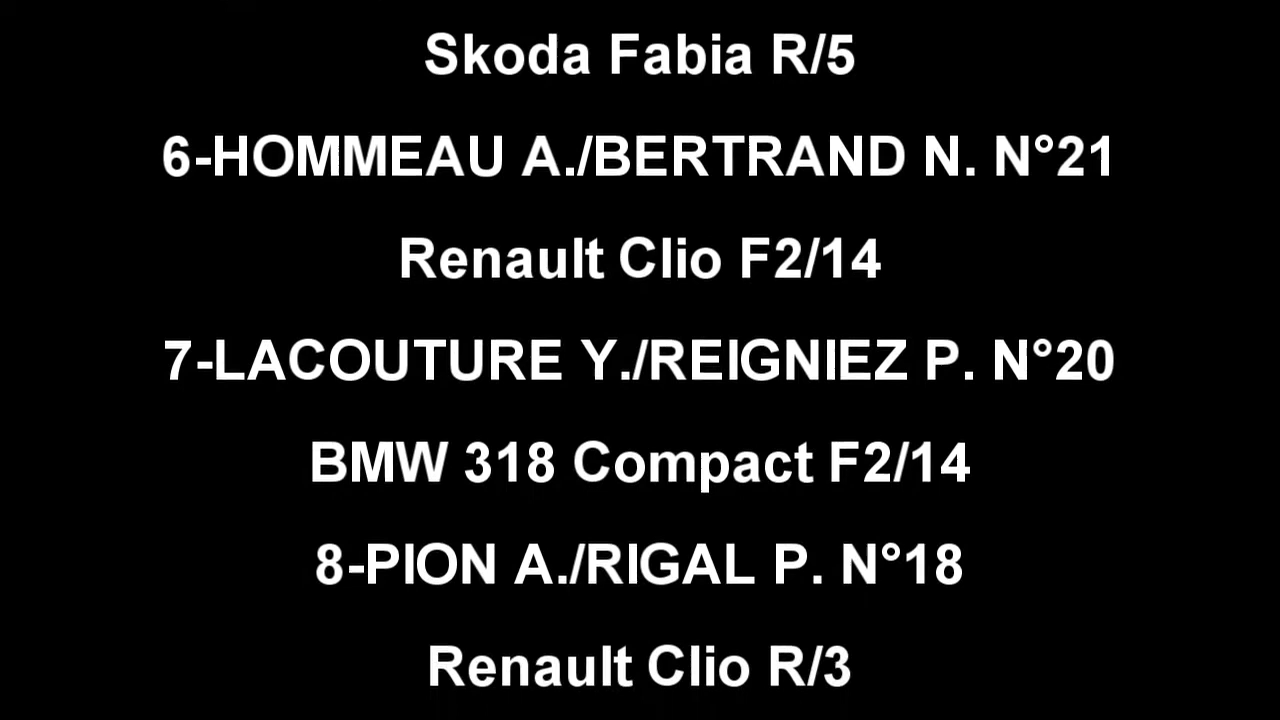 Skoda Fabia R/5
6-HOMMEAU A./BERTRAND N. N°21
Renault Clio F2/14
7-LACOUTURE Y./REIGNIEZ P. N°20
BMW 318 Compact F2/14
8-PION A./RIGAL P. N°18
Renault Clio R/3